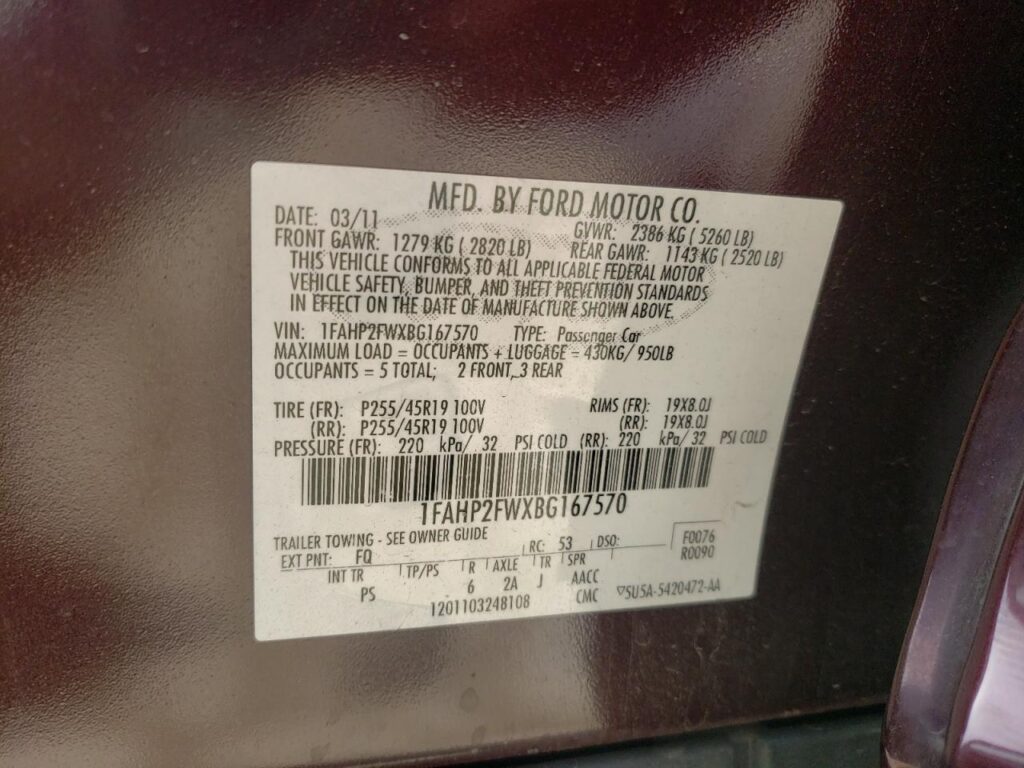 MFD. BY FORD MOTOR CO.
DATE: 03/11 GVWR: 2386 KG ( 5260 LB)
FRONT GAWR: 1279 KG ( 2820 LB) REAR GAWR: 1143 KG ( 2520 LB)
THIS VEHICLE CONFORMS TO ALL APPLICABLE FEDERAL MOTOR
VEHICLE SAFETY, BUMPER, AND THEFT PREVENTION STANDARDS
IN EFFECT ON THE DATE OF MANUFACTURE SHOWN ABOVE.
VIN: 1FAHP2FWXBG167570 TYPE: Passenger Car
MAXIMUM LOAD = OCCUPANTS + LUGGAGE = 430KG/ 950LB
OCCUPANTS = 5 TOTAL; 2 FRONT, 3 REAR
TIRE (FR): P255/45R19 100V RIMS (FR): 19X8.0J
(RR): P255/45R19 100V (RR): 19X8.0J
PRESSURE (FR): 220 kPa/ 32 PSI COLD (RR): 220 kPa/ 32 PSI COLD
1FAHP2FWXBG167570
TRAILER TOWING - SEE OWNER GUIDE
EXT PNT: FQ RC: 53 DSO: F0076
R0090
INT TR TP/PS R AXLE TR SPR
PS 6 2A J AACC
1201103248108 CMC ▽5U5A-5420472-AA